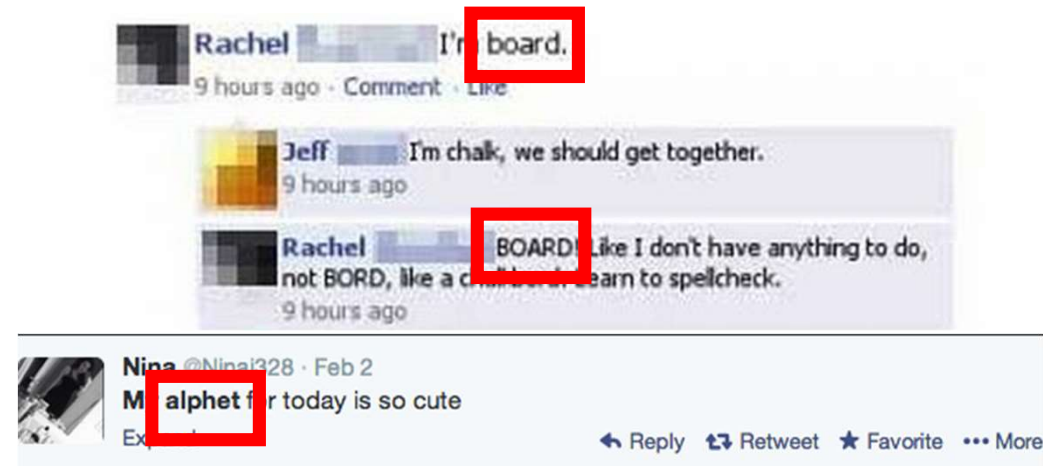 Rachel I'm board.
9 hours ago · Comment · Like
Jeff I'm chalk, we should get together.
9 hours ago
Rachel BOARD! Like I don't have anything to do,
not BORD, like a Learn to spellcheck.
9 hours ago
Nina @Ninaj328 · Feb 2
My alphet for today is so cute
Expand
Reply Retweet Favorite More